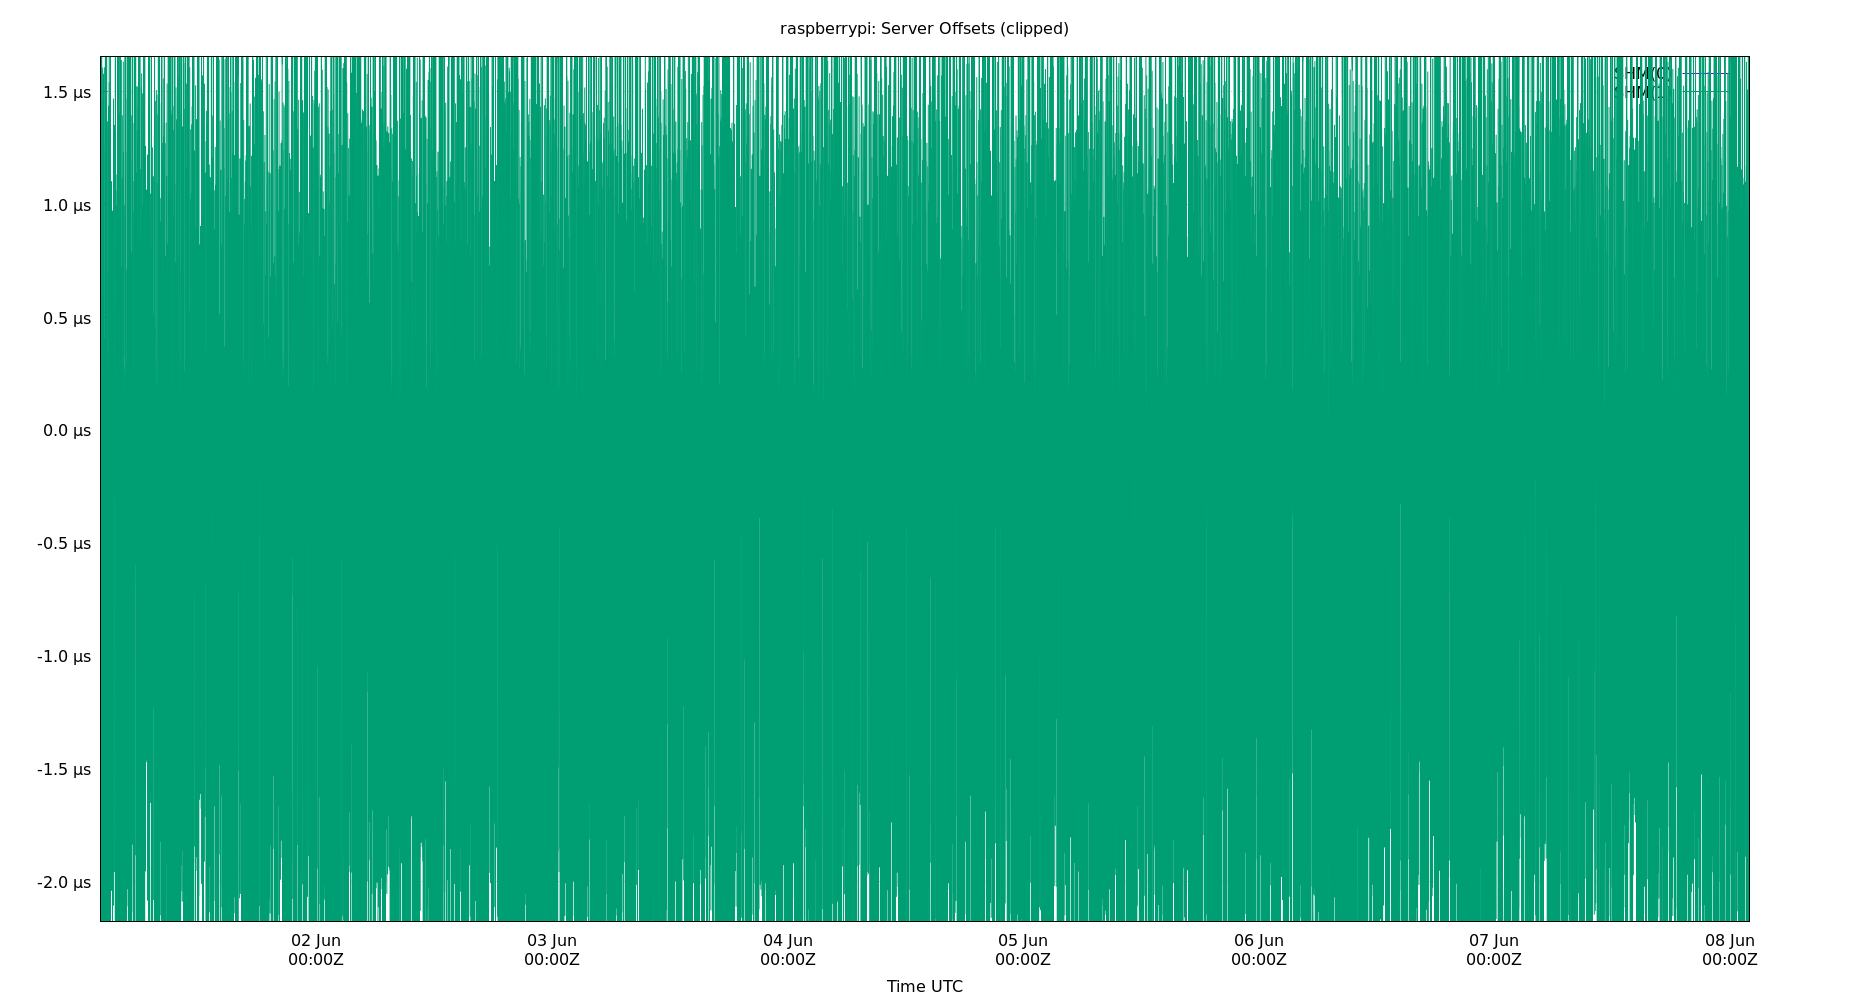 raspberrypi: Server Offsets (clipped)
SHM(0)
1.5 µs
1.0 µs
0.5 µs
0.0 µs
-0.5 µs
-1.0 µs
-1.5 µs
-2.0 µs
02 Jun 03 Jun 04 Jun 05 Jun 06 Jun 07 Jun 08 Jun
00:00Z 00:00Z 00:00Z 00:00Z 00:00Z 00:00Z 00:00Z
Time UTC